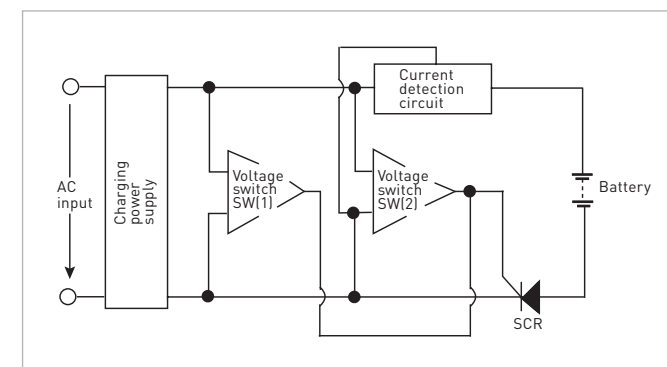 Current
detection
circuit
Charging
power
supply
Voltage
switch
SW(1)
Voltage
switch
SW(2)
AC
input
Battery
SCR